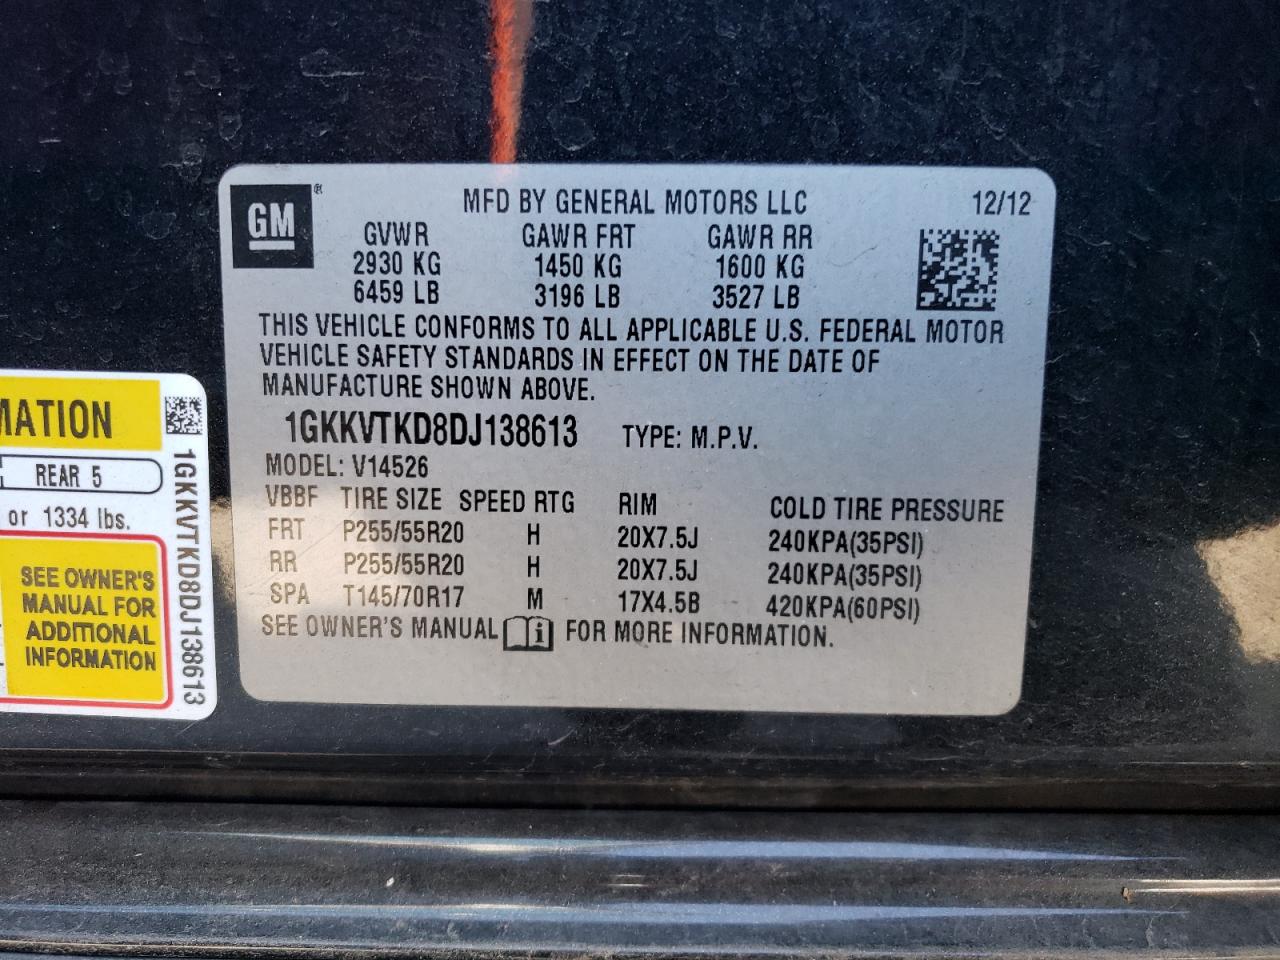 GM®
MFD BY GENERAL MOTORS LLC 12/12
GVWR GAWR FRT GAWR RR
2930 KG 1450 KG 1600 KG
6459 LB 3196 LB 3527 LB
THIS VEHICLE CONFORMS TO ALL APPLICABLE U.S. FEDERAL MOTOR
VEHICLE SAFETY STANDARDS IN EFFECT ON THE DATE OF
MANUFACTURE SHOWN ABOVE.
1GKKVTKD8DJ138613 TYPE: M.P.V.
MODEL: V14526
VBBF TIRE SIZE SPEED RTG RIM COLD TIRE PRESSURE
FRT P255/55R20 H 20X7.5J 240KPA(35PSI)
RR P255/55R20 H 20X7.5J 240KPA(35PSI)
SPA T145/70R17 M 17X4.5B 420KPA(60PSI)
SEE OWNER'S MANUAL i FOR MORE INFORMATION.
MATION
REAR 5
or 1334 lbs.
SEE OWNER'S
MANUAL FOR
ADDITIONAL
INFORMATION
1GKKVTKD8DJ138613